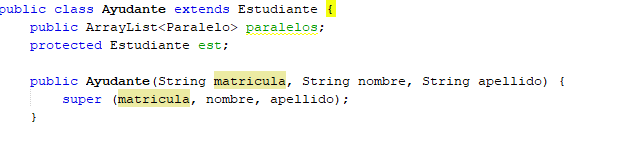 public class Ayudante extends Estudiante {
public ArrayList<Paralelo> paralelos;
protected Estudiante est;
public Ayudante(String matricula, String nombre, String apellido) {
super (matricula, nombre, apellido);
}